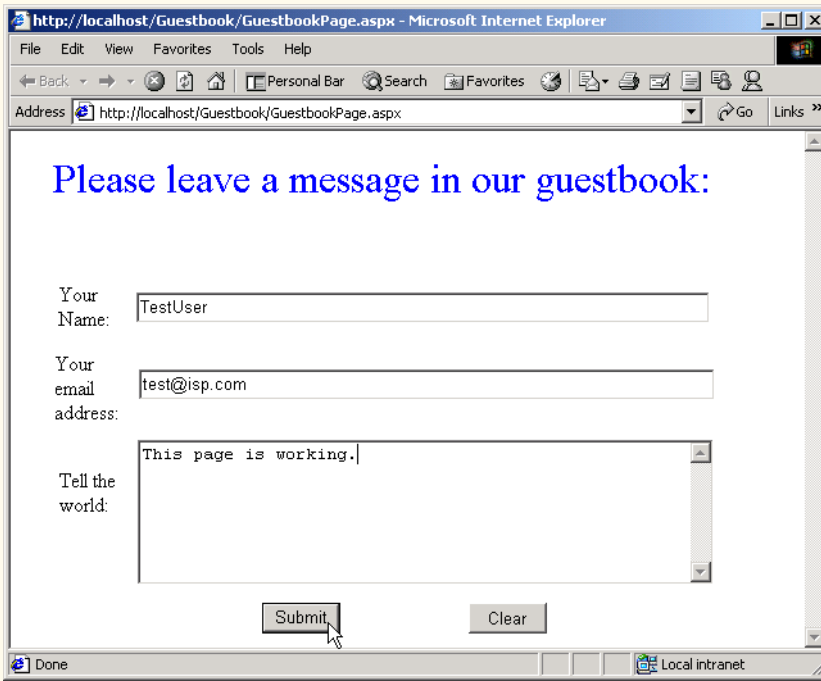 http://localhost/Guestbook/GuestbookPage.aspx - Microsoft Internet Explorer
File Edit View Favorites Tools Help
Back Personal Bar Search Favorites
Address http://localhost/Guestbook/GuestbookPage.aspx Go Links »
Please leave a message in our guestbook:
Your
Name:
TestUser
Your
email
address:
test@isp.com
This page is working.
Tell the
world:
Submit Clear
Done Local intranet